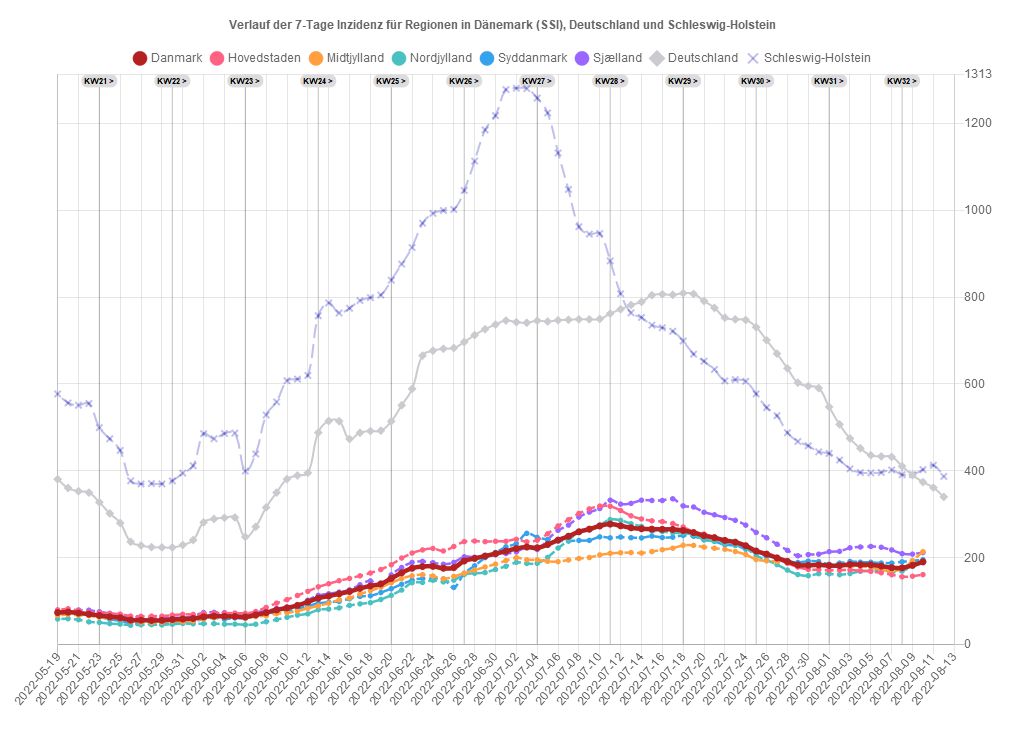 Verlauf der 7-Tage Inzidenz für Regionen in Dänemark (SSI), Deutschland und Schleswig-Holstein
Danmark Hovedstaden Midtjylland Nordjylland Syddanmark Sjælland Deutschland Schleswig-Holstein
KW21 > KW22 > KW23 > KW24 > KW25 > KW26 > KW27 > KW28 > KW29 > KW30 > KW31 > KW32 >
1313
1200
1000
800
600
400
200
0
2022-05-19 2022-05-21 2022-05-23 2022-05-25 2022-05-27 2022-05-29 2022-05-31 2022-06-02 2022-06-04 2022-06-06 2022-06-08 2022-06-10 2022-06-12 2022-06-14 2022-06-16 2022-06-18 2022-06-20 2022-06-22 2022-06-24 2022-06-26 2022-06-28 2022-06-30 2022-07-02 2022-07-04 2022-07-06 2022-07-08 2022-07-10 2022-07-12 2022-07-14 2022-07-16 2022-07-18 2022-07-20 2022-07-22 2022-07-24 2022-07-26 2022-07-28 2022-07-30 2022-08-01 2022-08-03 2022-08-05 2022-08-07 2022-08-09 2022-08-11 2022-08-13